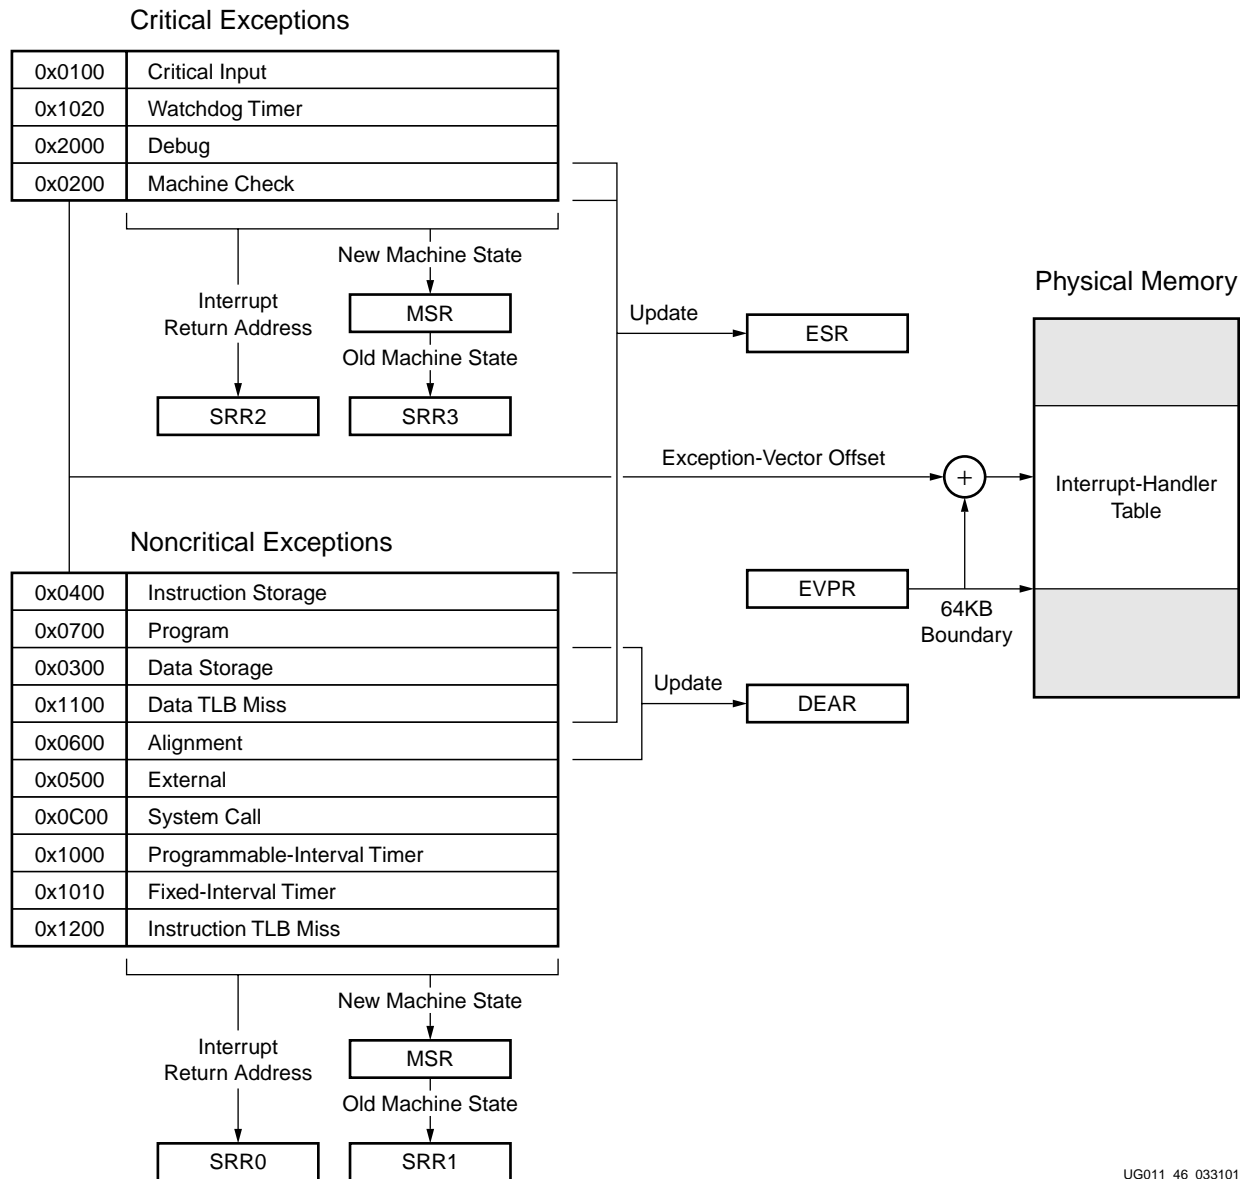 Critical Exceptions
0x0100 Critical Input
0x1020 Watchdog Timer
0x2000 Debug
0x0200 Machine Check
New Machine State
Interrupt
Return Address
MSR
Old Machine State
SRR2
SRR3
Update
ESR
Physical Memory
Exception-Vector Offset
+
Interrupt-Handler
Table
EVPR
64KB
Boundary
Update
DEAR
Noncritical Exceptions
0x0400 Instruction Storage
0x0700 Program
0x0300 Data Storage
0x1100 Data TLB Miss
0x0600 Alignment
0x0500 External
0x0C00 System Call
0x1000 Programmable-Interval Timer
0x1010 Fixed-Interval Timer
0x1200 Instruction TLB Miss
New Machine State
Interrupt
Return Address
MSR
Old Machine State
SRR0
SRR1
UG011_46_033101